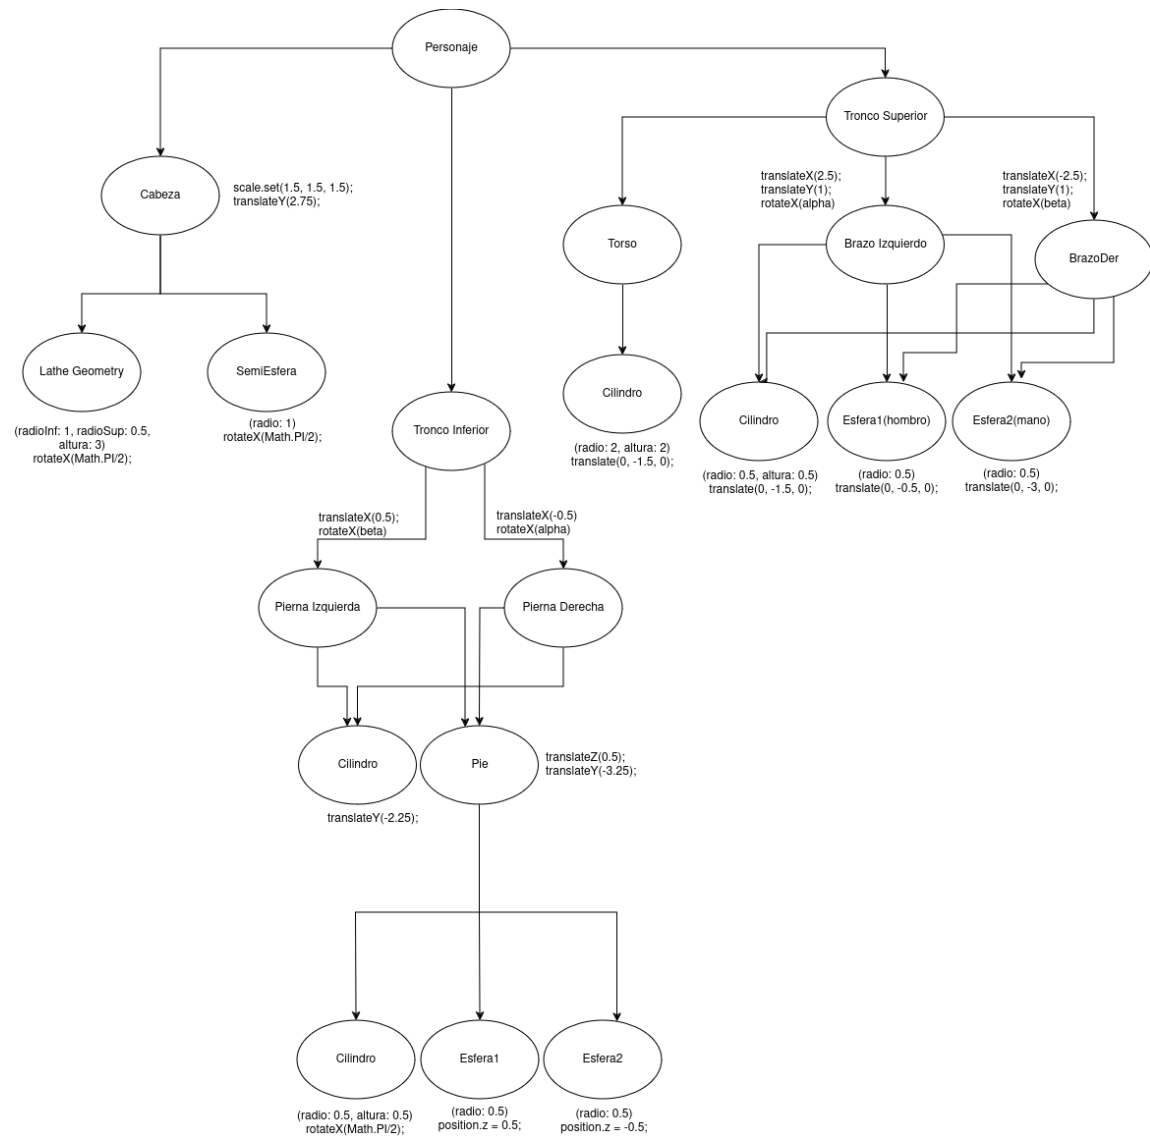 Personaje
Tronco Superior
Cabeza
scale.set(1.5, 1.5, 1.5);
translateY(2.75);
translateX(2.5);
translateY(1);
rotateX(alpha)
translateX(-2.5);
translateY(1);
rotateX(beta)
Torso
Brazo Izquierdo
BrazoDer
Lathe Geometry
SemiEsfera
(radioInf: 1, radioSup: 0.5,
altura: 3)
rotateX(Math.PI/2);
(radio: 1)
rotateX(Math.PI/2);
Cilindro
(radio: 2, altura: 2)
translate(0, -1.5, 0);
Cilindro
Esfera1(hombro)
Esfera2(mano)
(radio: 0.5, altura: 0.5)
translate(0, -1.5, 0);
(radio: 0.5)
translate(0, -0.5, 0);
(radio: 0.5)
translate(0, -3, 0);
Tronco Inferior
translateX(0.5);
rotateX(beta)
translateX(-0.5)
rotateX(alpha)
Pierna Izquierda
Pierna Derecha
Cilindro
Pie
translateZ(0.5);
translateY(-3.25);
translateY(-2.25);
Cilindro
Esfera1
Esfera2
(radio: 0.5, altura: 0.5)
rotateX(Math.PI/2);
(radio: 0.5)
position.z = 0.5;
(radio: 0.5)
position.z = -0.5;